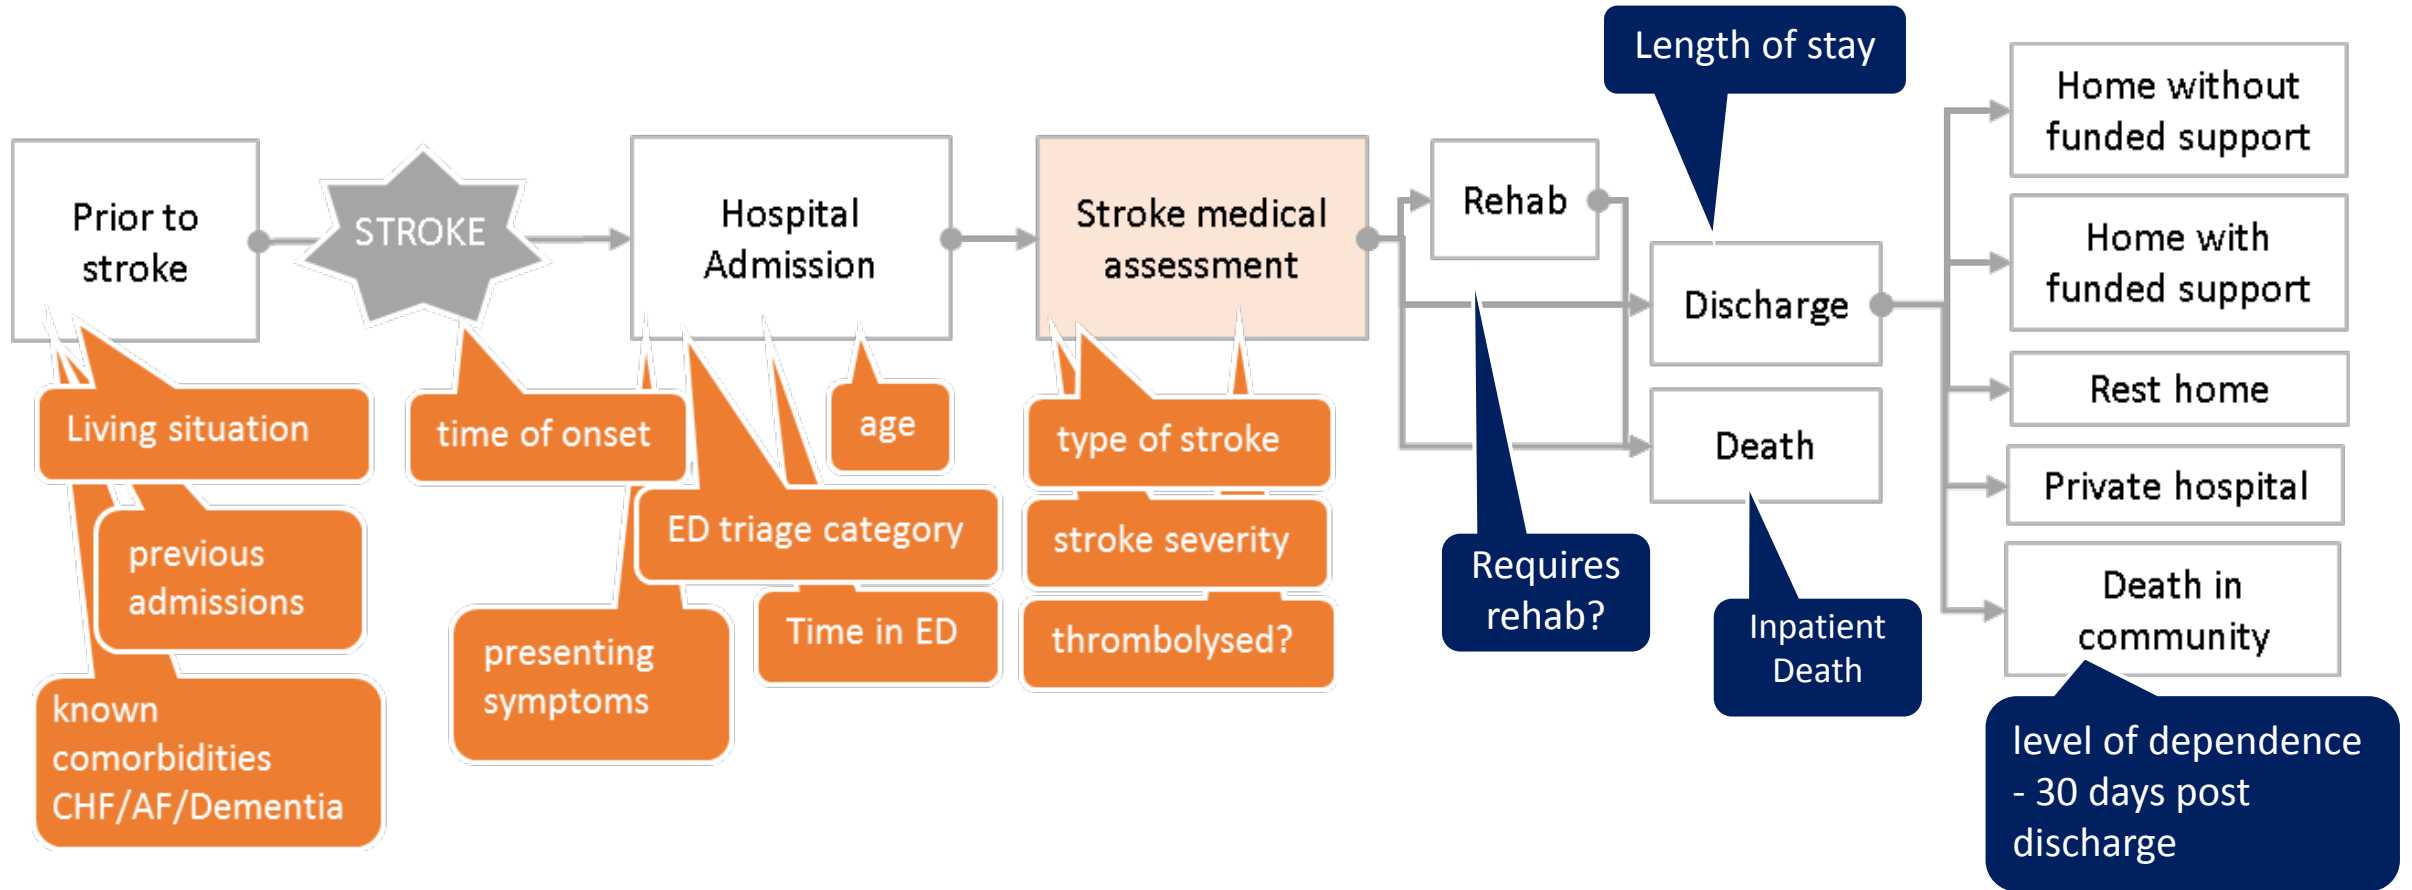 Length of stay
Home without
funded support
Prior to
stroke
STROKE
Hospital
Admission
Stroke medical
assessment
Rehab
Home with
funded support
Discharge
Rest home
Living situation
time of onset
age
type of stroke
Death
Private hospital
previous
admissions
ED triage category
stroke severity
Requires
rehab?
Death in
community
presenting
symptoms
Time in ED
thrombolysed?
Inpatient
Death
known
comorbidities
CHF/AF/Dementia
level of dependence
- 30 days post
discharge